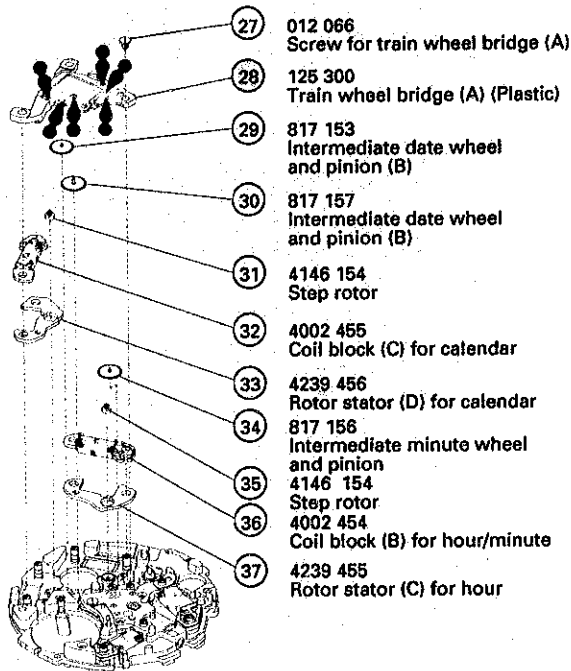 27 012 066
Screw for train wheel bridge (A)
28 125 300
Train wheel bridge (A) (Plastic)
29 817 153
Intermediate date wheel
and pinion (B)
30 817 157
Intermediate date wheel
and pinion (B)
31 4146 154
Step rotor
32 4002 455
Coil block (C) for calendar
33 4239 456
Rotor stator (D) for calendar
34 817 156
Intermediate minute wheel
and pinion
35 4146 154
Step rotor
36 4002 454
Coil block (B) for hour/minute
37 4239 455
Rotor stator (C) for hour